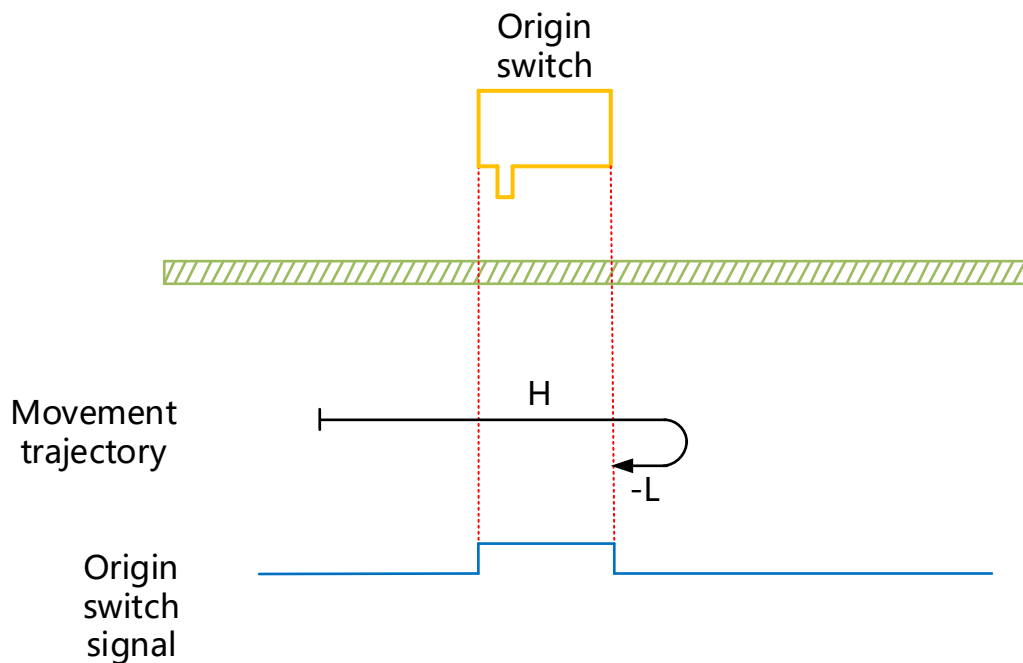 Origin
switch
H
Movement
trajectory
-L
Origin
switch
signal